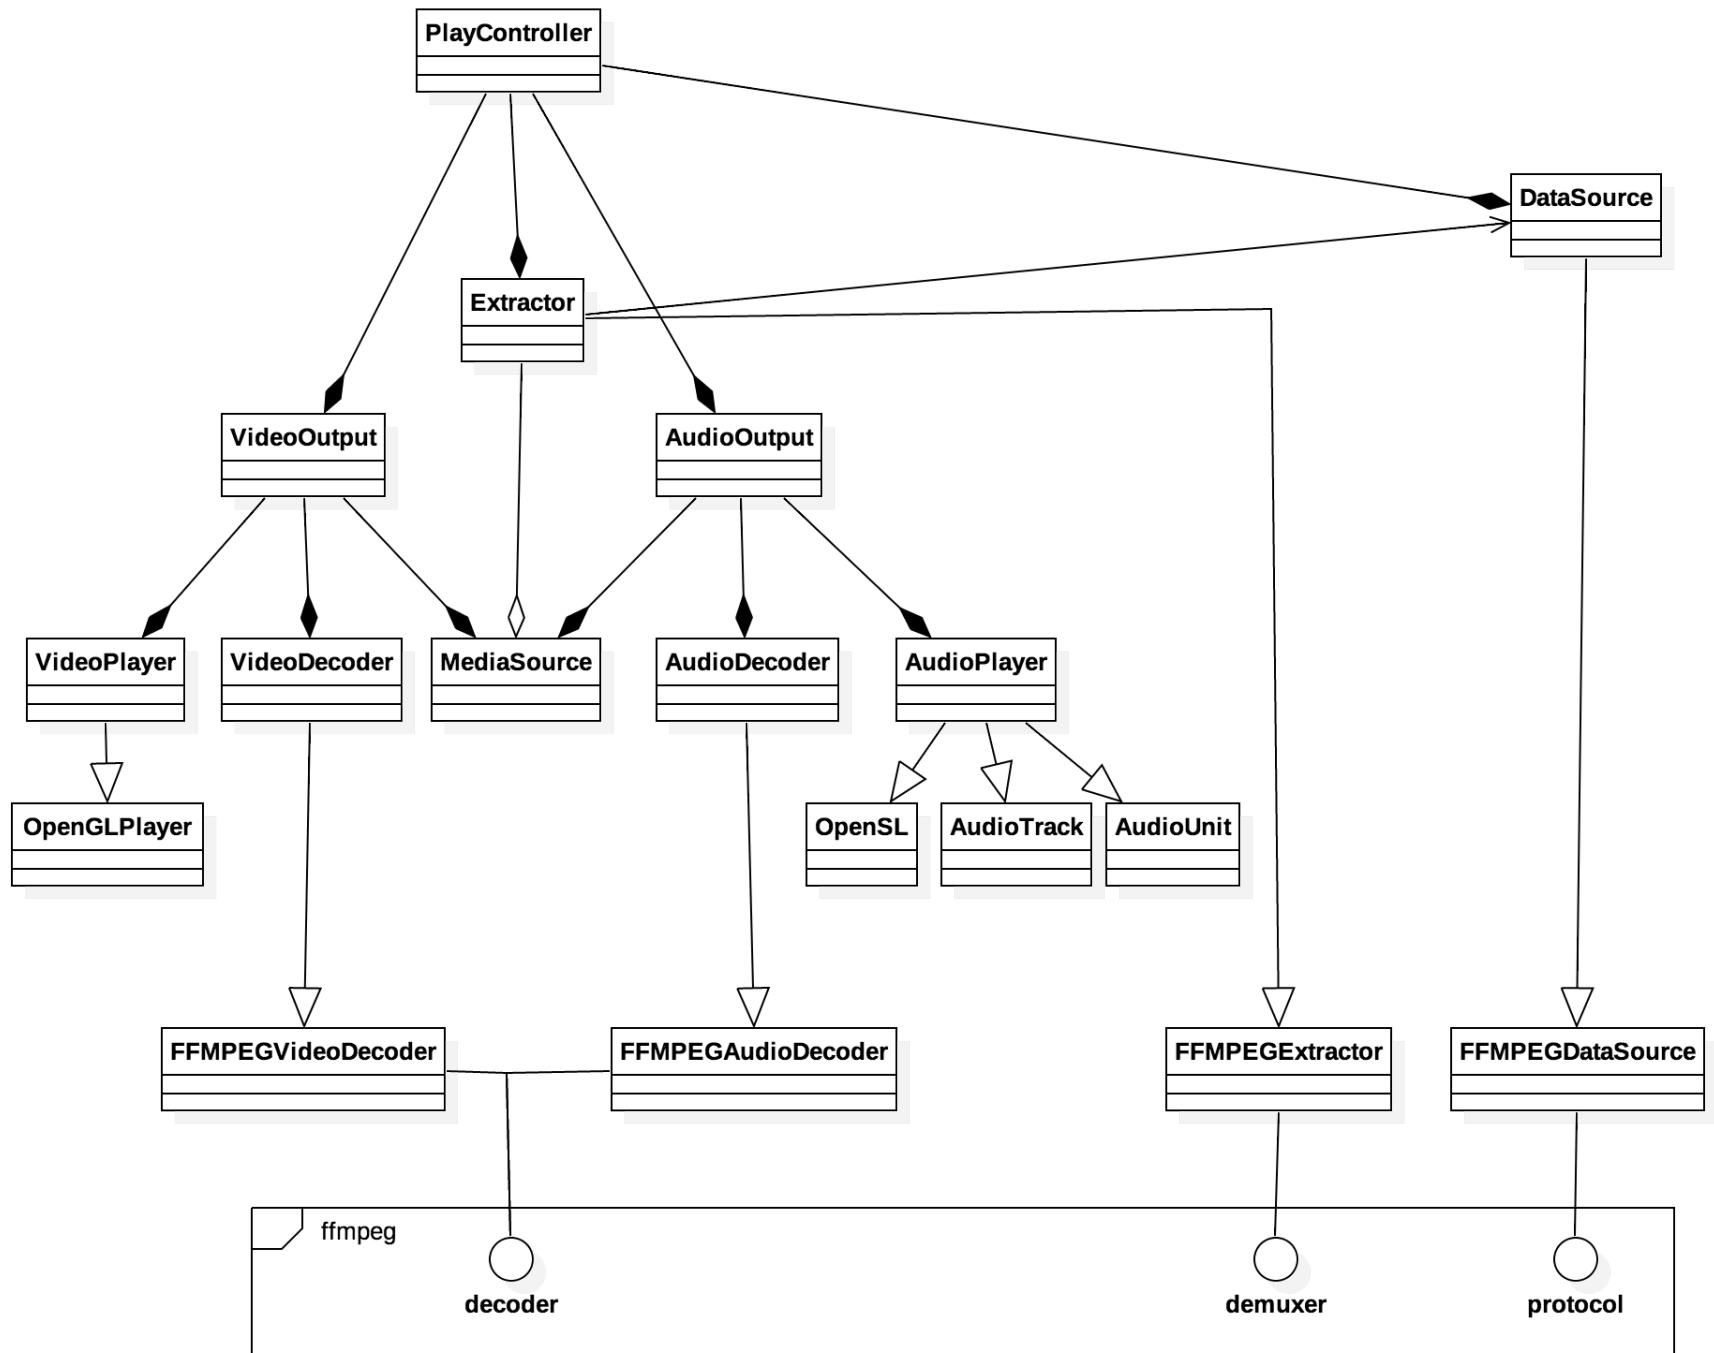 PlayController
DataSource
Extractor
VideoOutput
AudioOutput
VideoPlayer
VideoDecoder
MediaSource
AudioDecoder
AudioPlayer
OpenGLPlayer
OpenSL
AudioTrack
AudioUnit
FFMPEGVideoDecoder
FFMPEGAudioDecoder
FFMPEGExtractor
FFMPEGDataSource
ffmpeg
decoder
demuxer
protocol